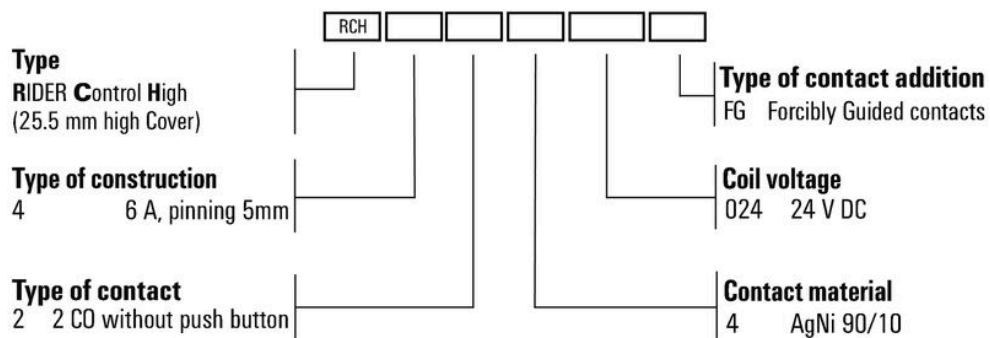 RCH
Type
RIDER Control High
(25.5 mm high Cover)
Type of contact addition
FG Forcibly Guided contacts
Type of construction
4 6 A, pinning 5mm
Coil voltage
024 24 V DC
Type of contact
2 2 CO without push button
Contact material
4 AgNi 90/10